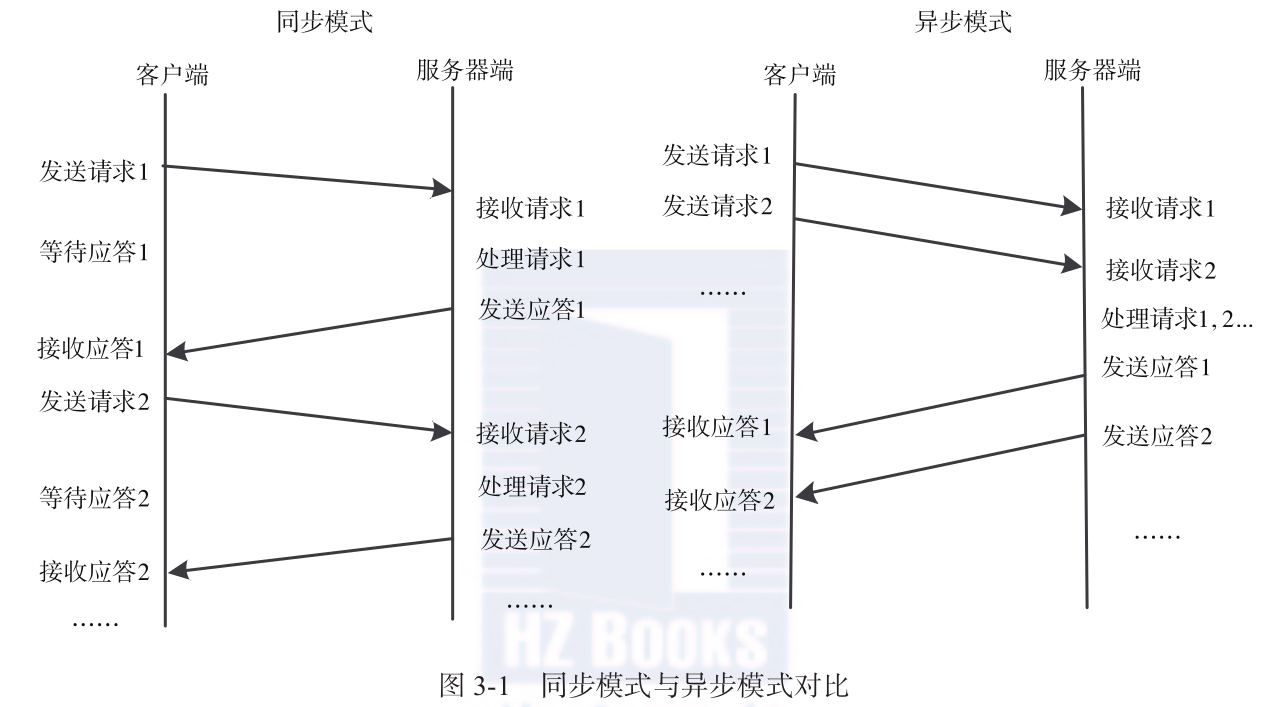 同步模式
客户端
服务器端
发送请求1
接收请求1
等待应答1
处理请求1
发送应答1
接收应答1
发送请求2
接收请求2
处理请求2
等待应答2
发送应答2
接收应答2
……
……
异步模式
客户端
服务器端
发送请求1
发送请求2
接收请求1
接收请求2
……
处理请求1, 2...
发送应答1
接收应答1
发送应答2
接收应答2
……
……
HZ BOOKS
图 3-1 同步模式与异步模式对比